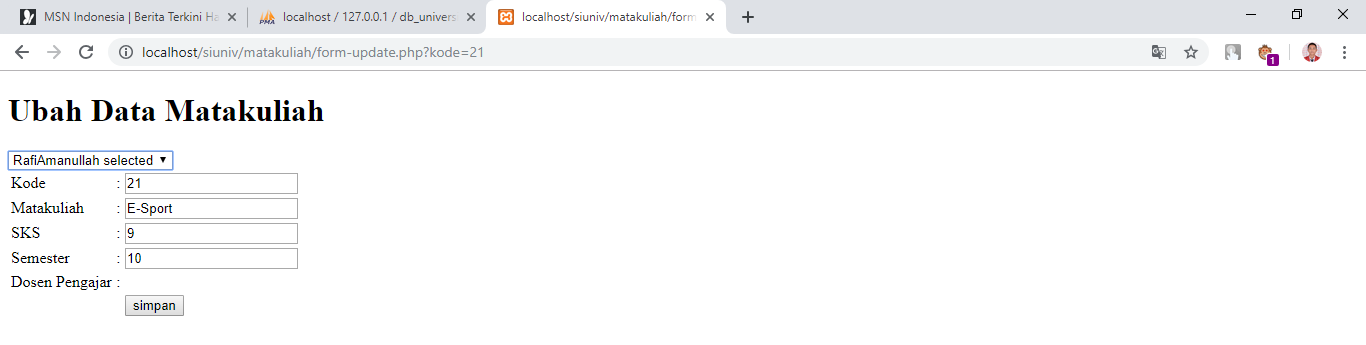 MSN Indonesia | Berita Terkini Ha
localhost / 127.0.0.1 / db_univers
localhost/siuniv/matakuliah/form
localhost/siuniv/matakuliah/form-update.php?kode=21
1
Ubah Data Matakuliah
RafiAmanullah selected
Kode : 21
Matakuliah : E-Sport
SKS : 9
Semester : 10
Dosen Pengajar :
simpan